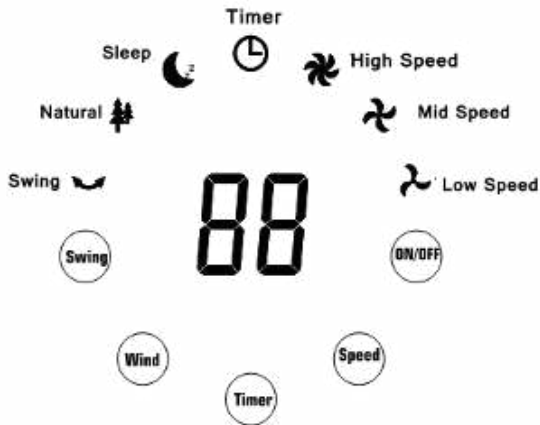 Timer
Sleep
High Speed
Natural
Mid Speed
Swing
Low Speed
88
Swing
ON/OFF
Wind
Speed
Timer